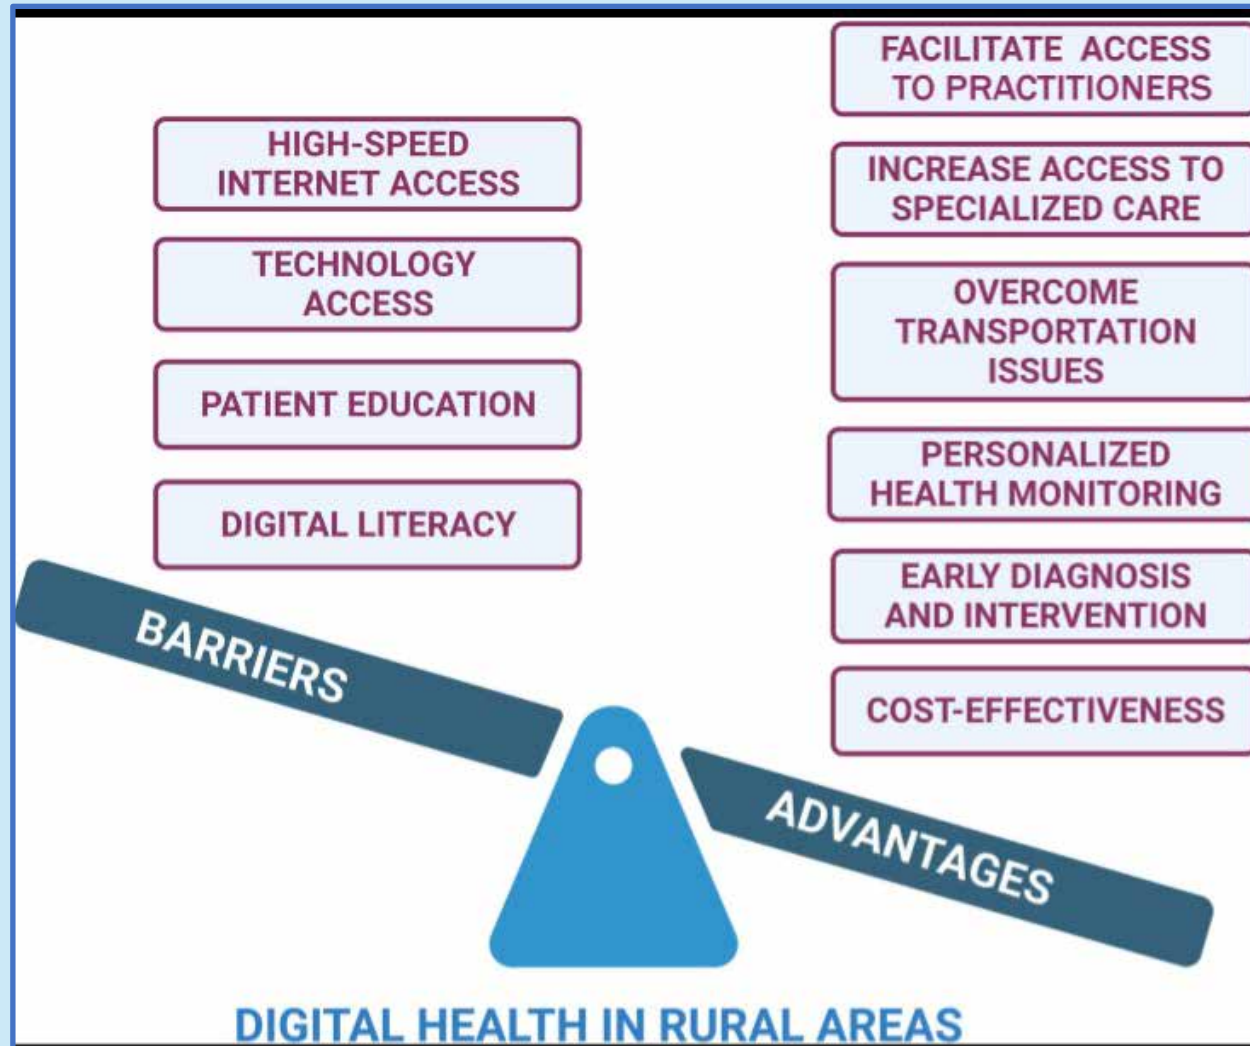 HIGH-SPEED
INTERNET ACCESS
TECHNOLOGY
ACCESS
PATIENT EDUCATION
DIGITAL LITERACY
BARRIERS
FACILITATE ACCESS
TO PRACTITIONERS
INCREASE ACCESS TO
SPECIALIZED CARE
OVERCOME
TRANSPORTATION
ISSUES
PERSONALIZED
HEALTH MONITORING
EARLY DIAGNOSIS
AND INTERVENTION
COST-EFFECTIVENESS
ADVANTAGES
DIGITAL HEALTH IN RURAL AREAS